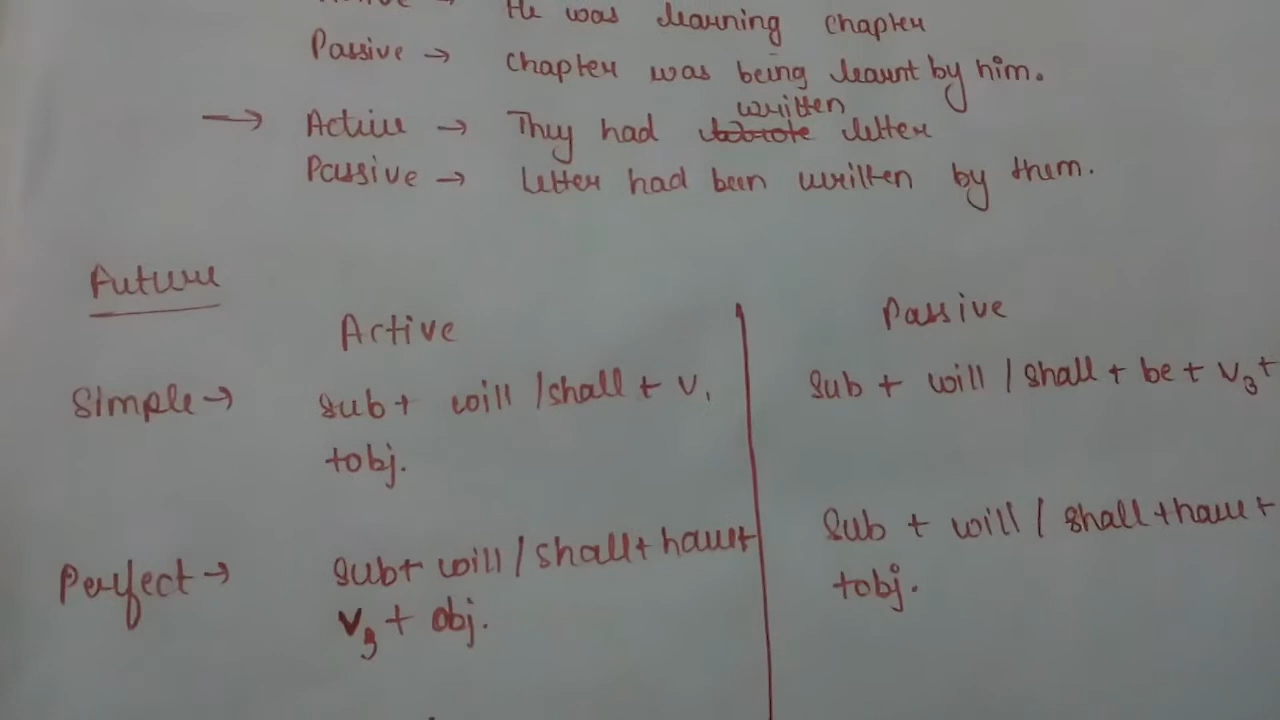 He was learning chapter
Passive → chapter was being learnt by him.
written
→ Active → They had wrote letter
Passive → letter had been written by them.
Future
Active
Passive
Simple → Sub + will / shall + V1
+ obj.
Sub + will / shall + be + V3 +
Perfect → Sub + will / shall + have +
V3 + obj.
Sub + will / shall + have +
+ obj.